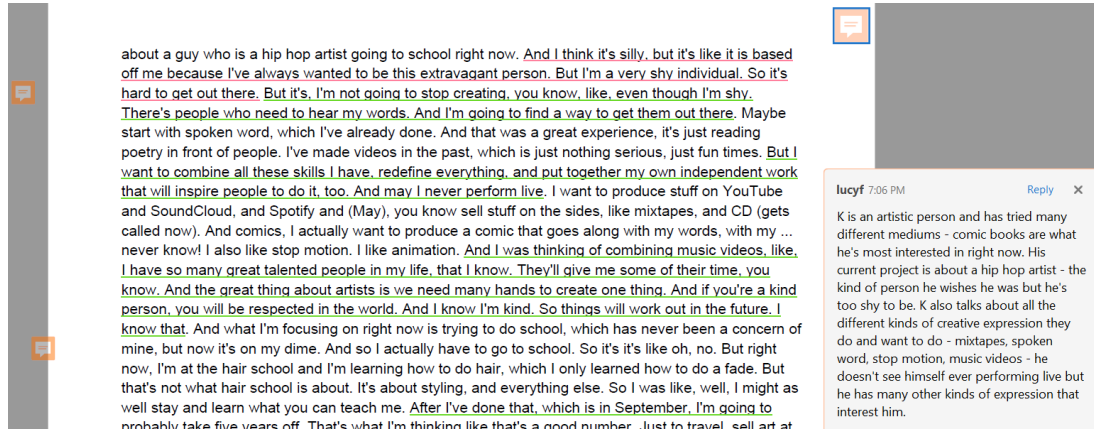 about a guy who is a hip hop artist going to school right now. And I think it's silly, but it's like it is based
off me because I've always wanted to be this extravagant person. But I'm a very shy individual. So it's
hard to get out there. But it's, I'm not going to stop creating, you know, like, even though I'm shy.
There's people who need to hear my words. And I'm going to find a way to get them out there. Maybe
start with spoken word, which I've already done. And that was a great experience, it's just reading
poetry in front of people. I've made videos in the past, which is just nothing serious, just fun times. But I
want to combine all these skills I have, redefine everything, and put together my own independent work
that will inspire people to do it, too. And may I never perform live. I want to produce stuff on YouTube
and SoundCloud, and Spotify and (May), you know sell stuff on the sides, like mixtapes, and CD (gets
called now). And comics, I actually want to produce a comic that goes along with my words, with my ...
never know! I also like stop motion. I like animation. And I was thinking of combining music videos, like,
I have so many great talented people in my life, that I know. They'll give me some of their time, you
know. And the great thing about artists is we need many hands to create one thing. And if you're a kind
person, you will be respected in the world. And I know I'm kind. So things will work out in the future. I
know that. And what I'm focusing on right now is trying to do school, which has never been a concern of
mine, but now it's on my dime. And so I actually have to go to school. So it's it's like oh, no. But right
now, I'm at the hair school and I'm learning how to do hair, which I only learned how to do a fade. But
that's not what hair school is about. It's about styling, and everything else. So I was like, well, I might as
well stay and learn what you can teach me. After I've done that, which is in September, I'm going to
probably take five years off. That's what I'm thinking like that's a good number. Just to travel, sell art at
lucyf 7:06 PM Reply
K is an artistic person and has tried many
different mediums - comic books are what
he's most interested in right now. His
current project is about a hip hop artist - the
kind of person he wishes he was but he's
too shy to be. K also talks about all the
different kinds of creative expression they
do and want to do - mixtapes, spoken
word, stop motion, music videos - he
doesn't see himself ever performing live but
he has many other kinds of expression that
interest him.